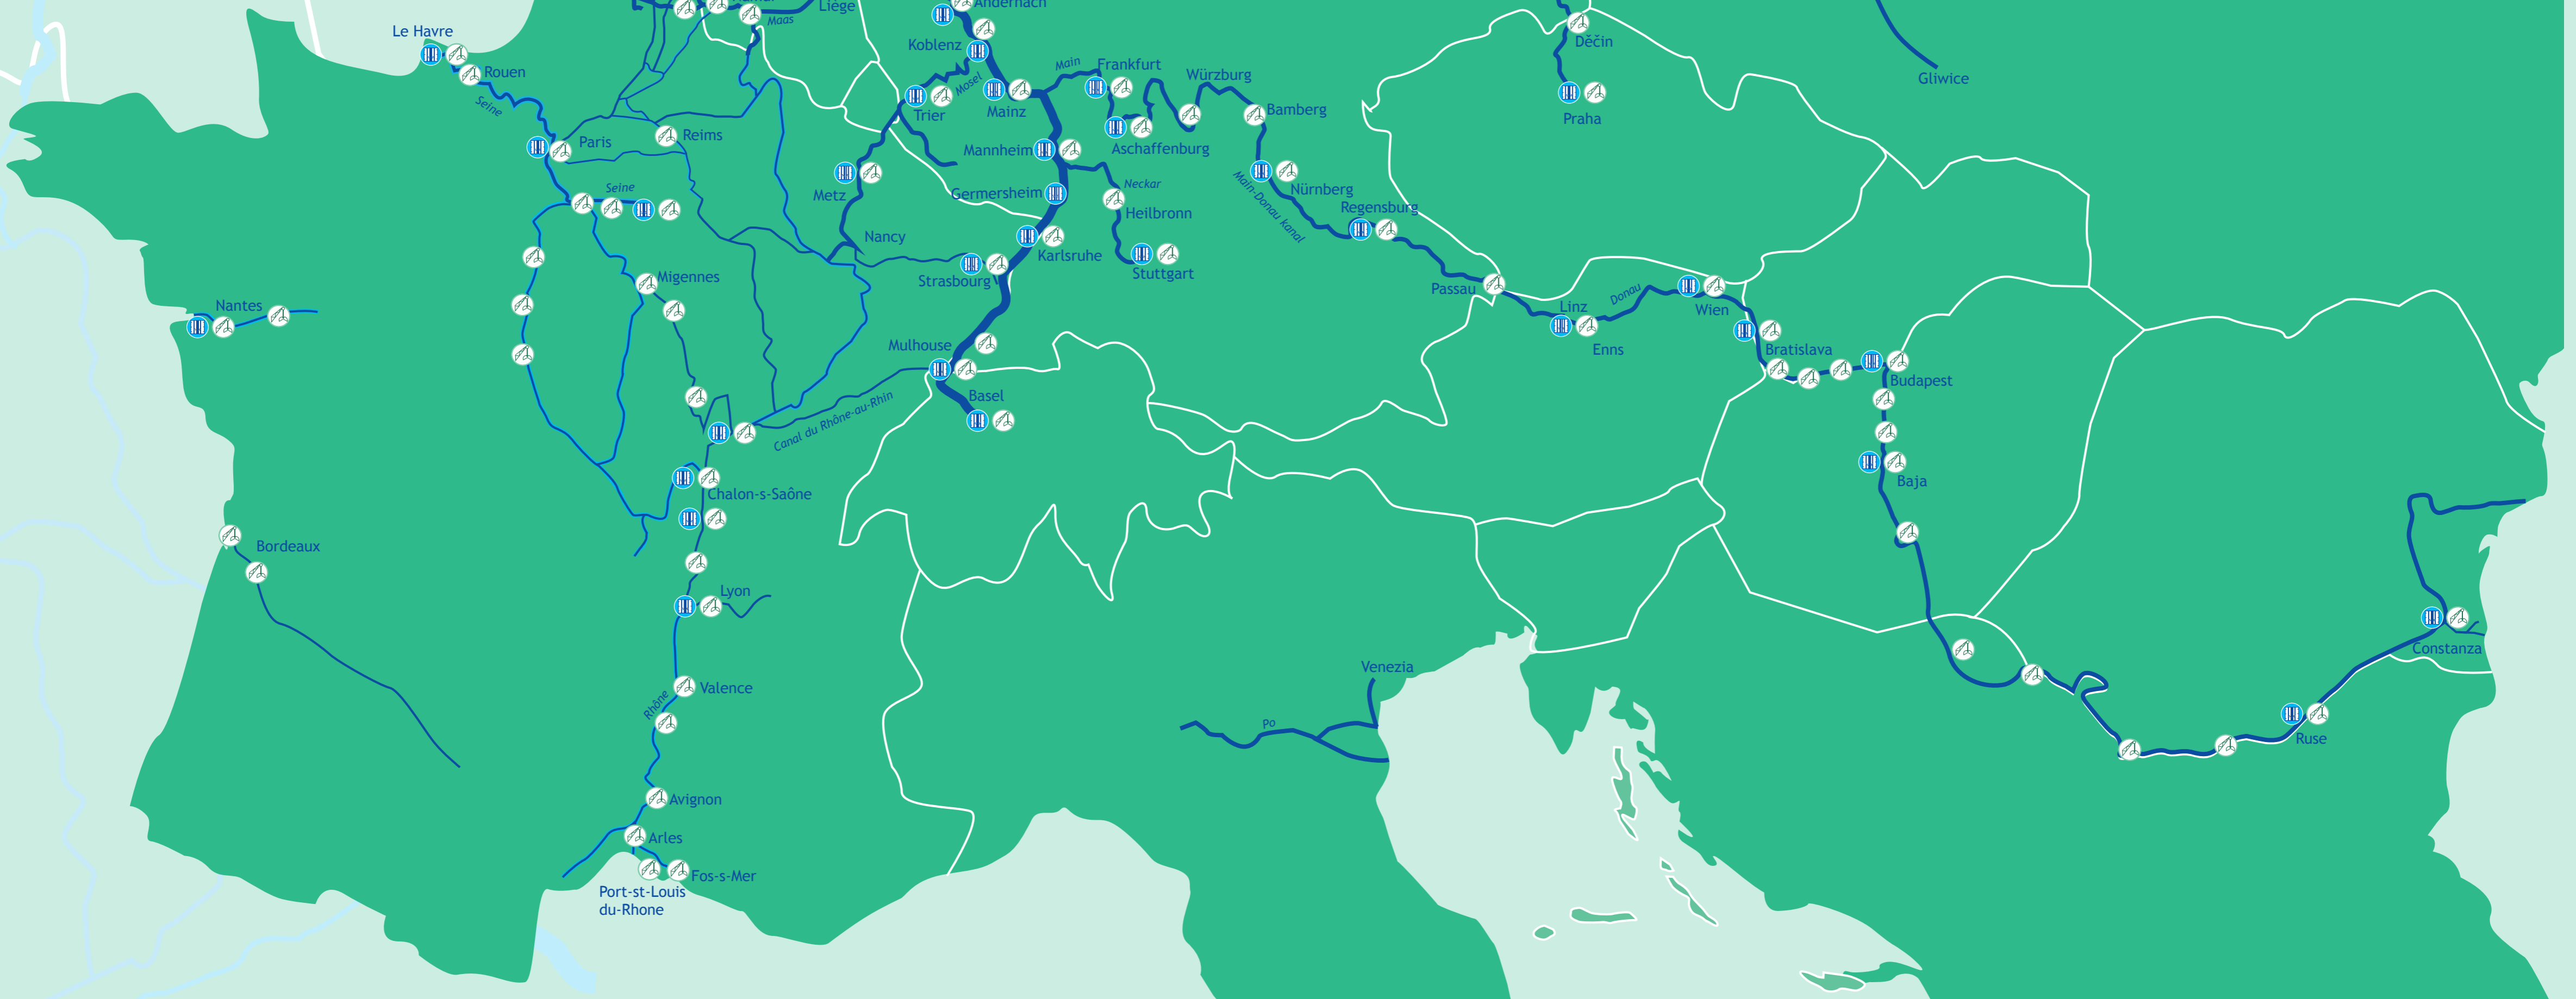 Liège
Andernach
Maas
Le Havre
Koblenz
Děčin
Rouen
Main
Frankfurt
Würzburg
Gliwice
Mosel
Seine
Trier
Mainz
Bamberg
Praha
Reims
Paris
Mannheim
Aschaffenburg
Seine
Metz
Germersheim
Neckar
Main-Donau kanal
Nürnberg
Heilbronn
Regensburg
Nancy
Karlsruhe
Strasbourg
Stuttgart
Migennes
Passau
Donau
Nantes
Linz
Wien
Mulhouse
Enns
Bratislava
Budapest
Basel
Canal du Rhône-au-Rhin
Baja
Chalon-s-Saône
Bordeaux
Lyon
Constanza
Venezia
Valence
Rhône
Po
Ruse
Avignon
Arles
Fos-s-Mer
Port-st-Louis
du-Rhone